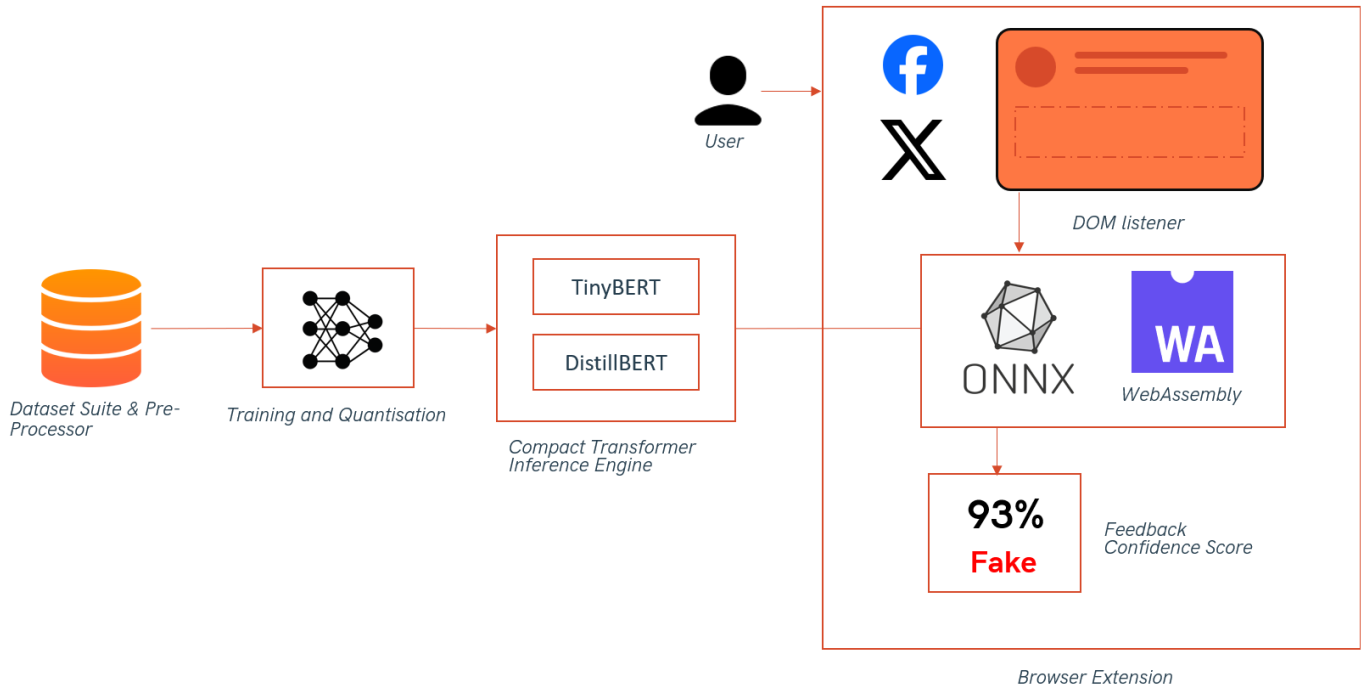 User
DOM listener
TinyBERT
DistillBERT
ONNX
WA
WebAssembly
Dataset Suite & Pre-
Processor
Training and Quantisation
Compact Transformer
Inference Engine
93%
Fake
Feedback
Confidence Score
Browser Extension